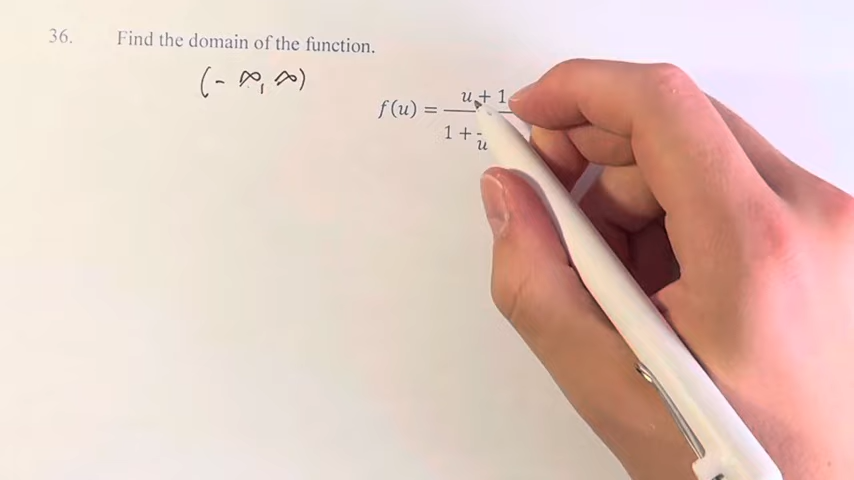 36. Find the domain of the function.
(- ∞, ∞)
u + 1
f(u) =
1 +
u